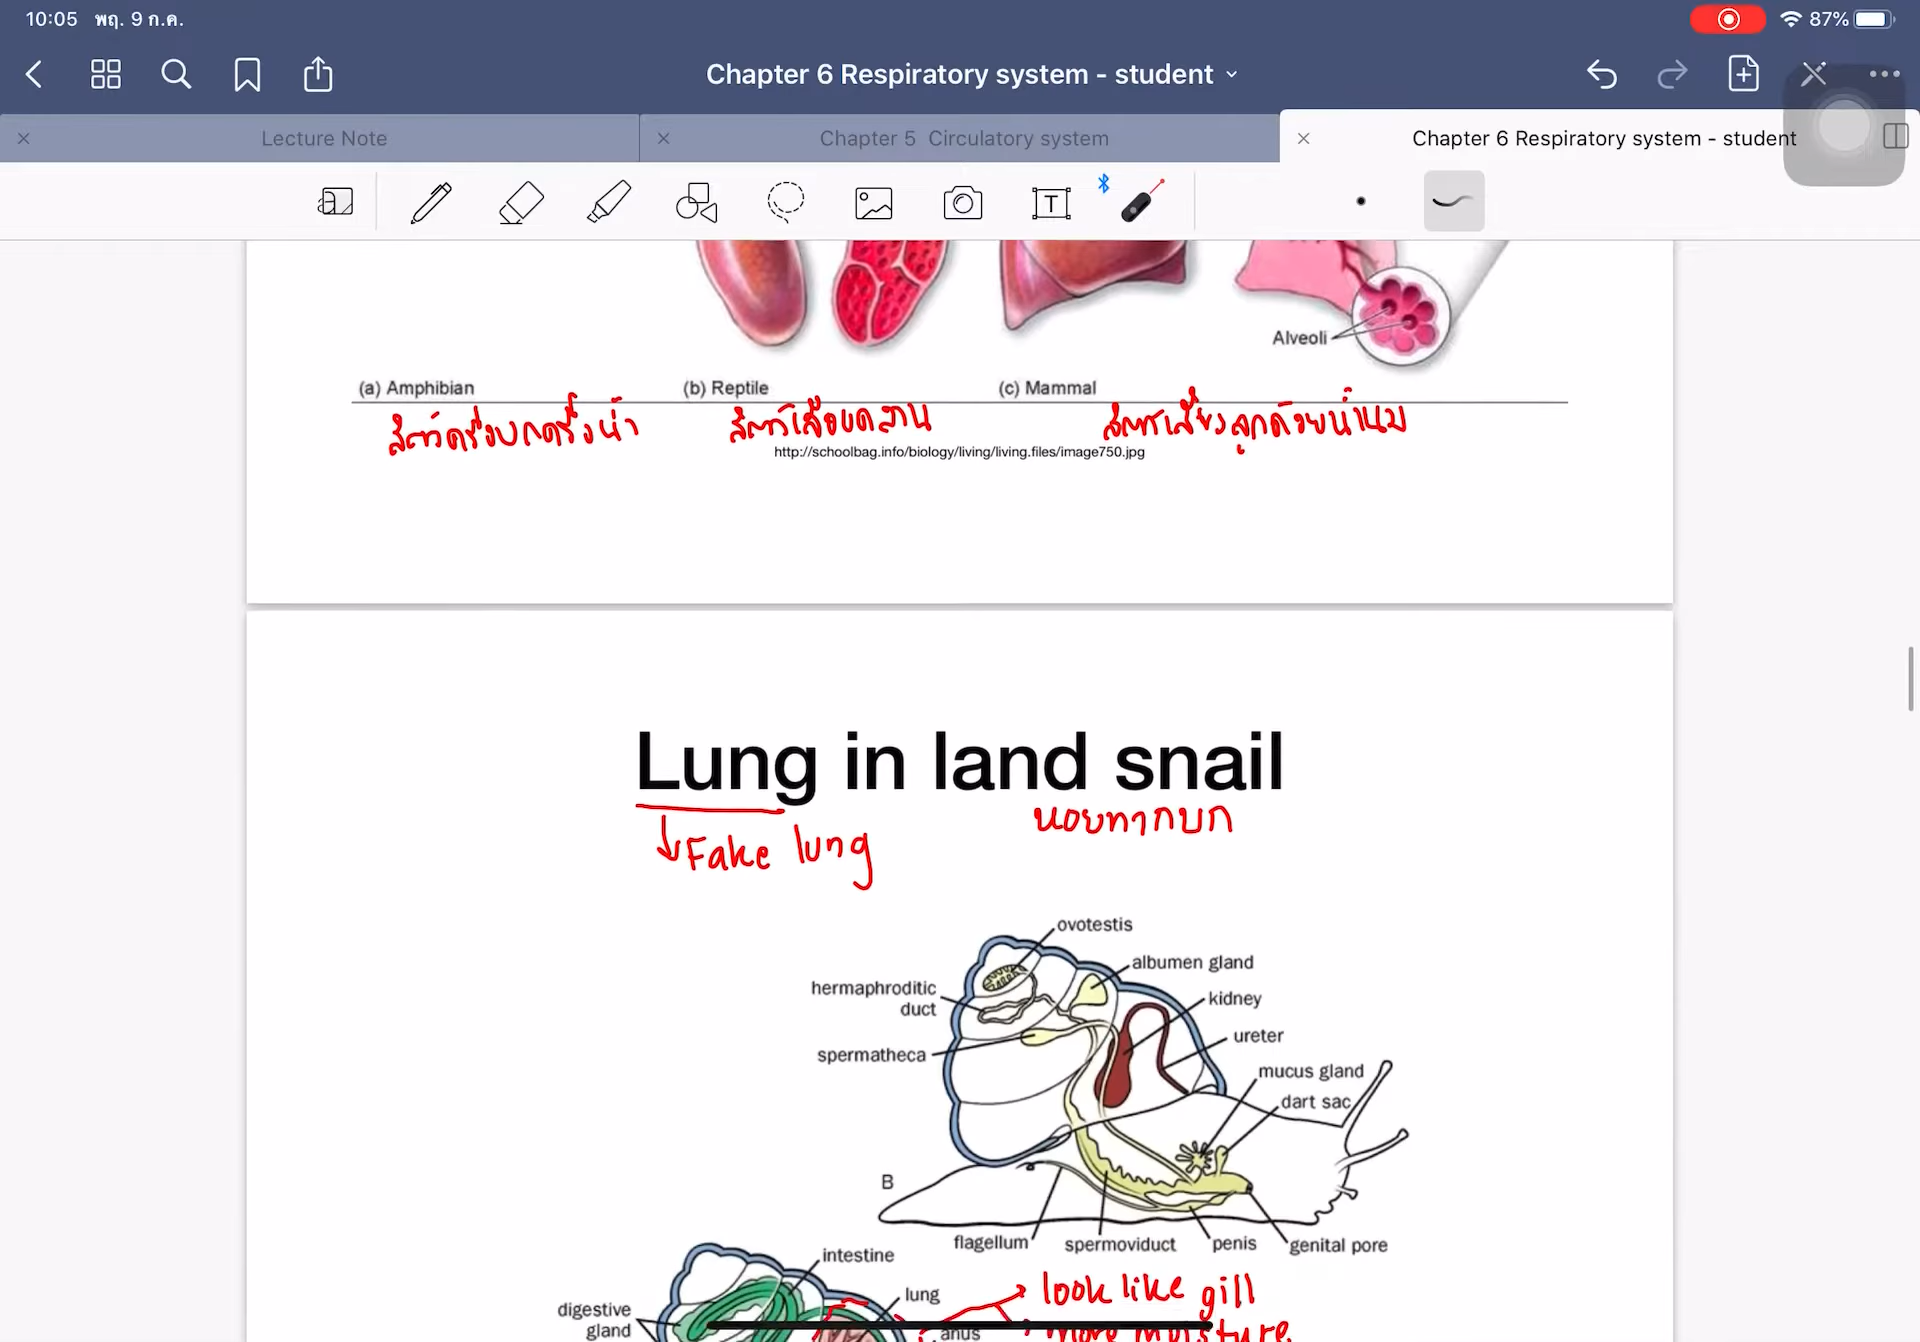 10:05 พฤ. 9 ก.ค.
87%
Chapter 6 Respiratory system - student
Lecture Note
Chapter 5 Circulatory system
Chapter 6 Respiratory system - student
Alveoli
(a) Amphibian
(b) Reptile
(c) Mammal
สัตว์ครึ่งบกครึ่งน้ำ
สัตว์เลื้อยคลาน
สัตว์เลี้ยงลูกด้วยน้ำนม
http://schoolbag.info/biology/living/living.files/image750.jpg
Lung in land snail
หอยทากบก
Fake lung
ovotestis
albumen gland
hermaphroditic
duct
kidney
ureter
spermatheca
mucus gland
dart sac
B
flagellum
spermoviduct
penis
genital pore
intestine
lung
look like gill
digestive
gland
anus
more moisture